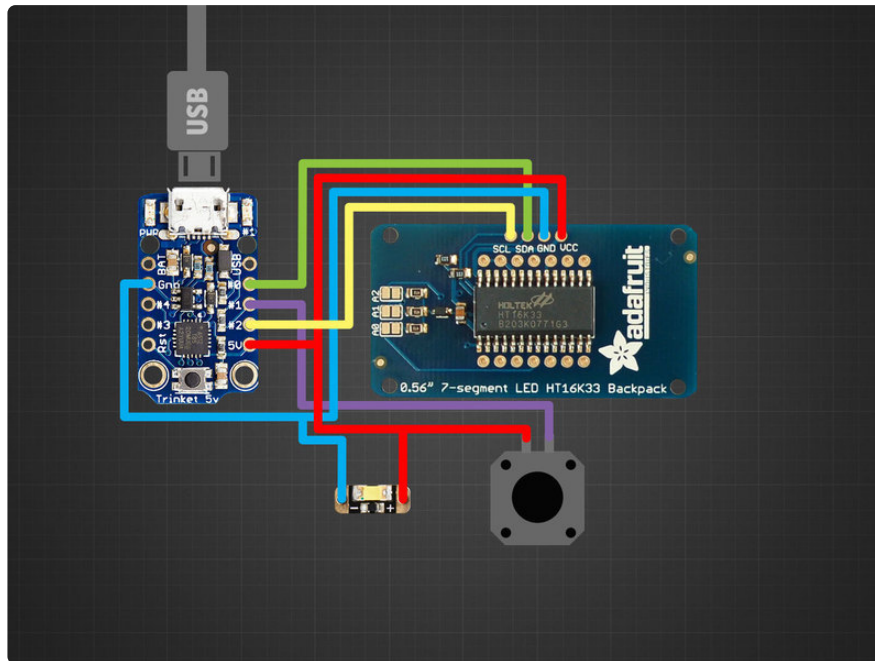 USB
PWR
#1
BAT
USB
Gnd
#0
#4
#1
#3
#2
Rst
5V
Trinket 5v
SCL SDA GND VCC
A2
A1
A0
HOLTEK
HT16K33
B203K0771G3
adafruit
0.56" 7-segment LED HT16K33 Backpack
- +